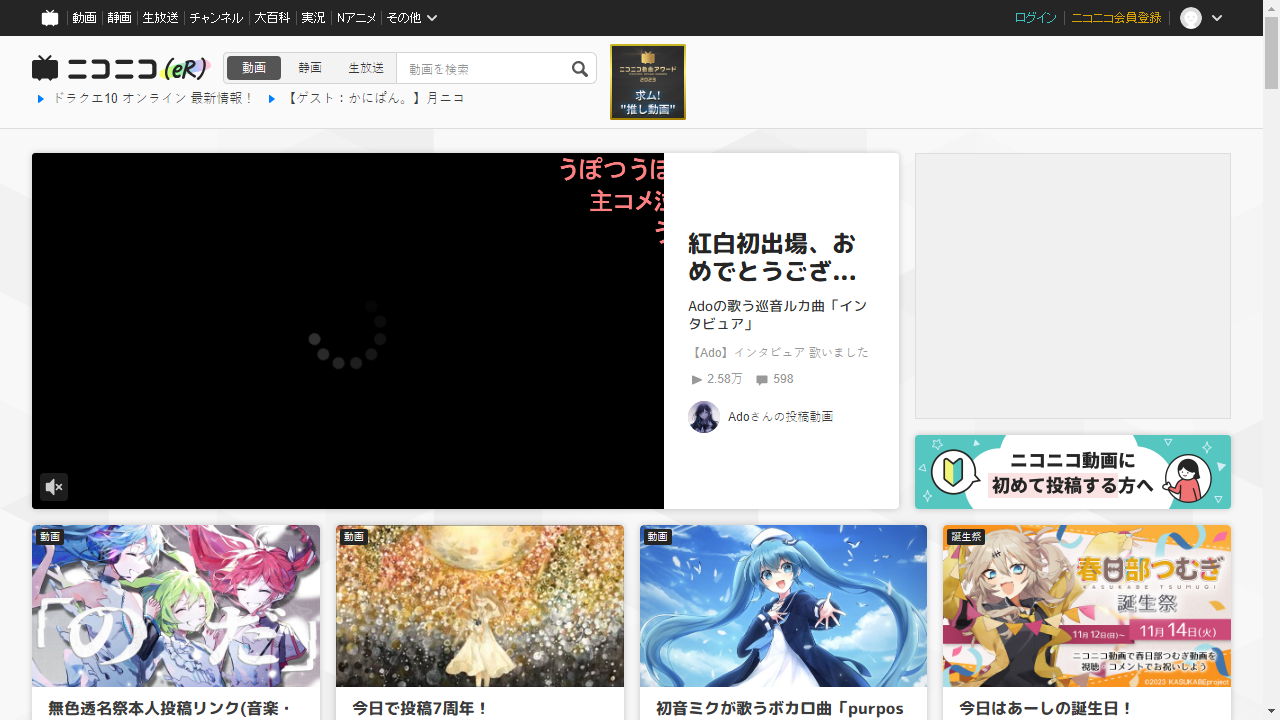 動画 静画 生放送 チャンネル 大百科 実況 Nアニメ その他
ログイン ニコニコ会員登録
ニコニコ(eR)
動画 静画 生放送 動画を検索
ドラクエ10 オンライン 最新情報！ 【ゲスト：かにぱん。】月ニコ
ニコニコ動画アワード
2023
求ム!
"推し動画"
うぽつ うぽ
主コメ
紅白初出場、お
めでとうござ...
Adoの歌う巡音ルカ曲「イン
タビュア」
【Ado】インタビュア 歌いました
2.58万 598
Adoさんの投稿動画
ニコニコ動画に
初めて投稿する方へ
動画
「のだ」
無色透名祭本人投稿リンク(音楽・
動画
今日で投稿7周年！
動画
初音ミクが歌うボカロ曲「purpos
誕生祭
春日部つむぎ
KASUKABE TSUMUGI
誕生祭
11月12日(日)〜 11月14日(火)
ニコニコ動画で春日部つむぎ動画を
視聴・コメントでお祝いしよう
©2023 KASUKABEproject
今日はあーしの誕生日！